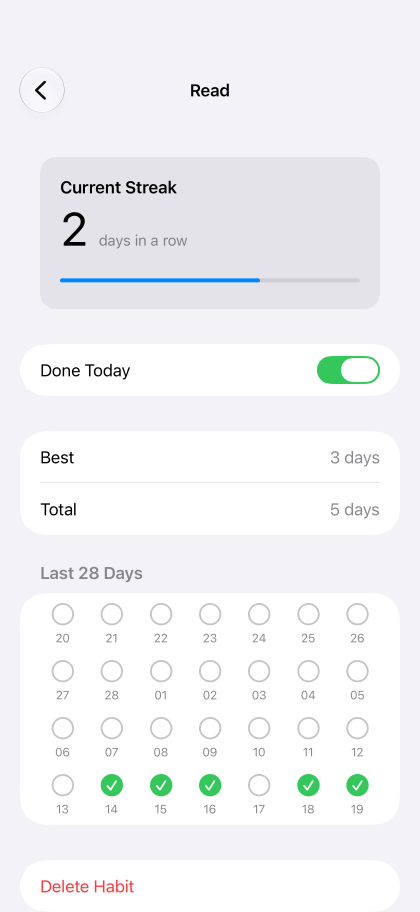 Read
Current Streak
2 days in a row
Done Today
Best 3 days
Total 5 days
Last 28 Days
20 21 22 23 24 25 26
27 28 01 02 03 04 05
06 07 08 09 10 11 12
13 14 15 16 17 18 19
Delete Habit